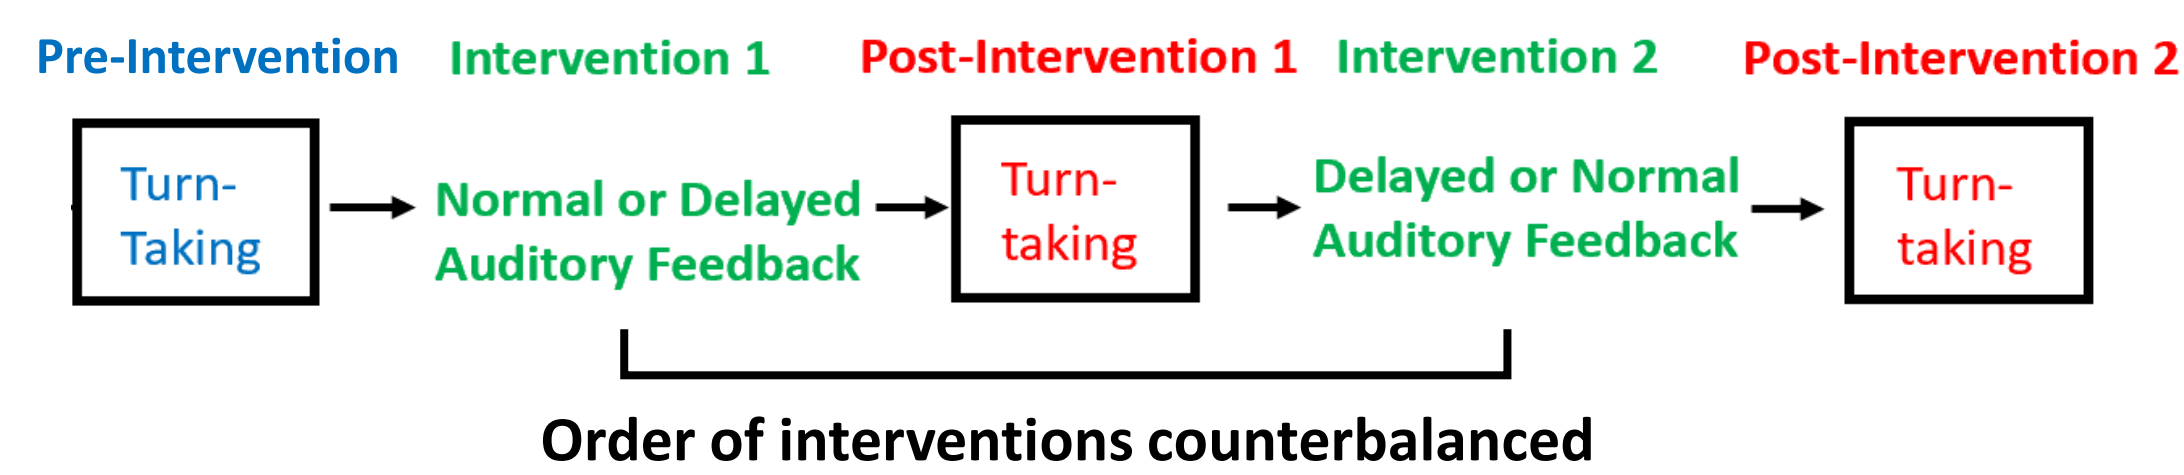 Pre-Intervention
Intervention 1
Post-Intervention 1
Intervention 2
Post-Intervention 2
Turn-
Taking
Normal or Delayed
Auditory Feedback
Turn-
taking
Delayed or Normal
Auditory Feedback
Turn-
taking
Order of interventions counterbalanced